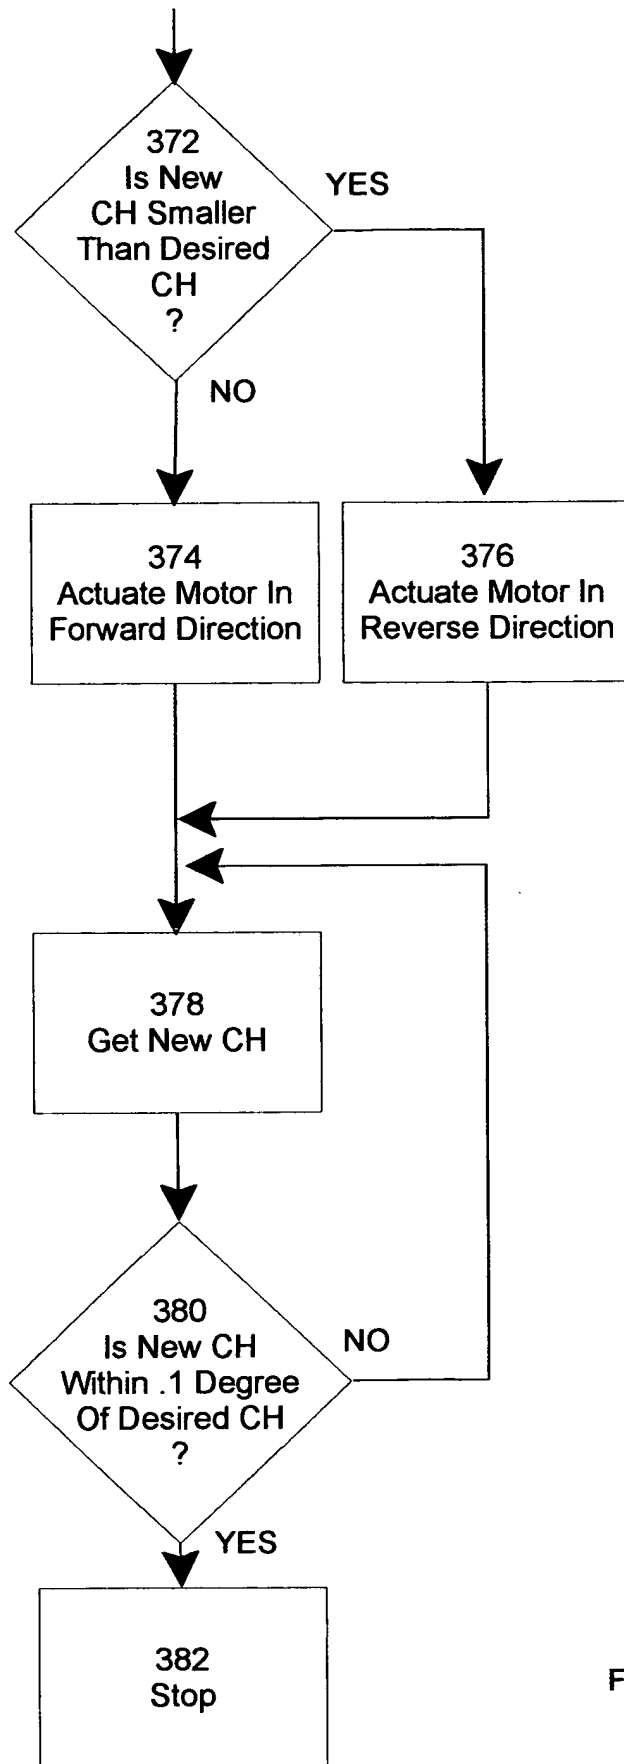 372
Is New
CH Smaller
Than Desired
CH
?
YES
NO
374
Actuate Motor In
Forward Direction
376
Actuate Motor In
Reverse Direction
378
Get New CH
380
Is New CH
Within .1 Degree
Of Desired CH
?
NO
YES
382
Stop
F